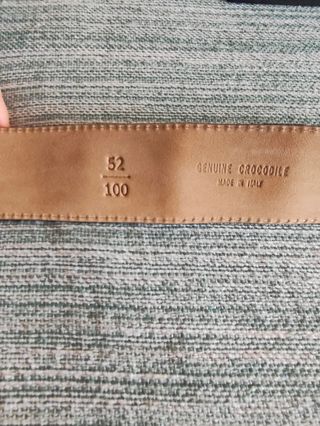 52
100
GENUINE CROCODILE
MADE IN ITALY